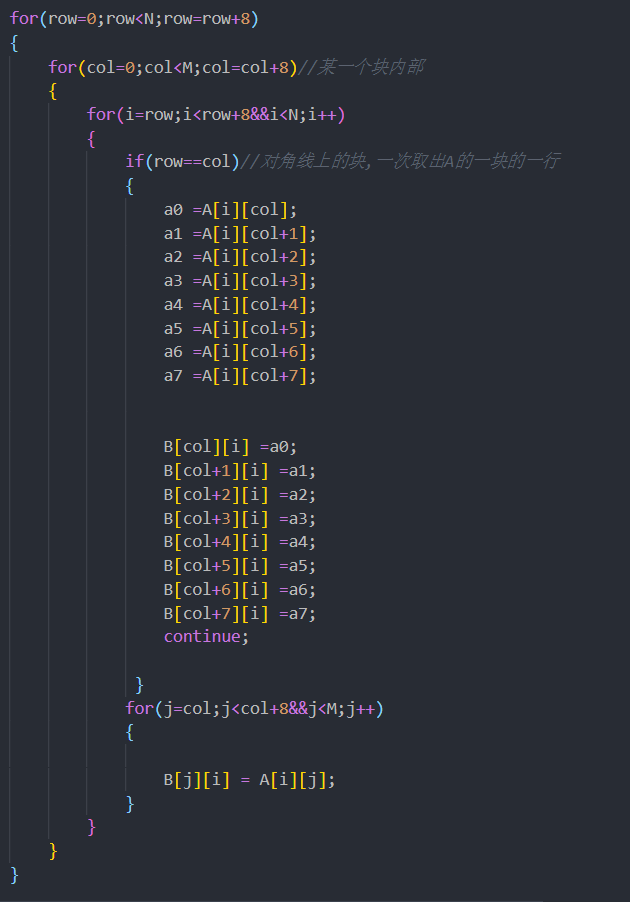 for(row=0;row<N;row=row+8)
{
for(col=0;col<M;col=col+8)//某一个块内部
{
for(i=row;i<row+8&&i<N;i++)
{
if(row==col)//对角线上的块,一次取出A的一块的一行
{
a0 =A[i][col];
a1 =A[i][col+1];
a2 =A[i][col+2];
a3 =A[i][col+3];
a4 =A[i][col+4];
a5 =A[i][col+5];
a6 =A[i][col+6];
a7 =A[i][col+7];
B[col][i] =a0;
B[col+1][i] =a1;
B[col+2][i] =a2;
B[col+3][i] =a3;
B[col+4][i] =a4;
B[col+5][i] =a5;
B[col+6][i] =a6;
B[col+7][i] =a7;
continue;
}
for(j=col;j<col+8&&j<M;j++)
{
B[j][i] = A[i][j];
}
}
}
}